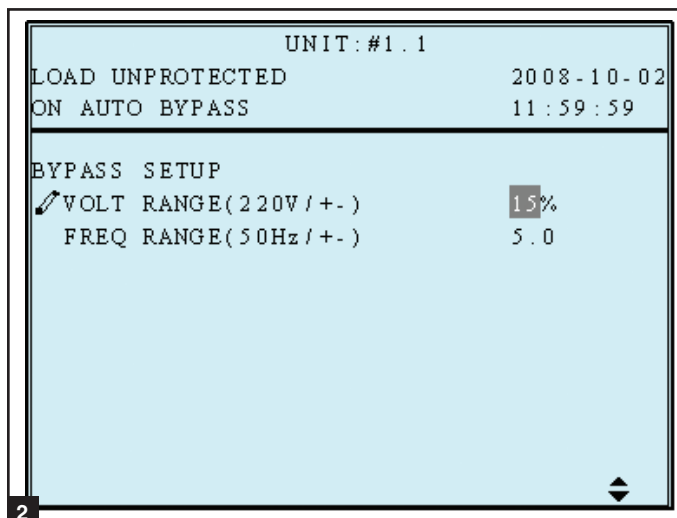 UNIT:#1.1
LOAD UNPROTECTED 2008-10-02
ON AUTO BYPASS 11:59:59
BYPASS SETUP
VOLT RANGE(220V/+-) 15%
FREQ RANGE(50Hz/+-) 5.0
2